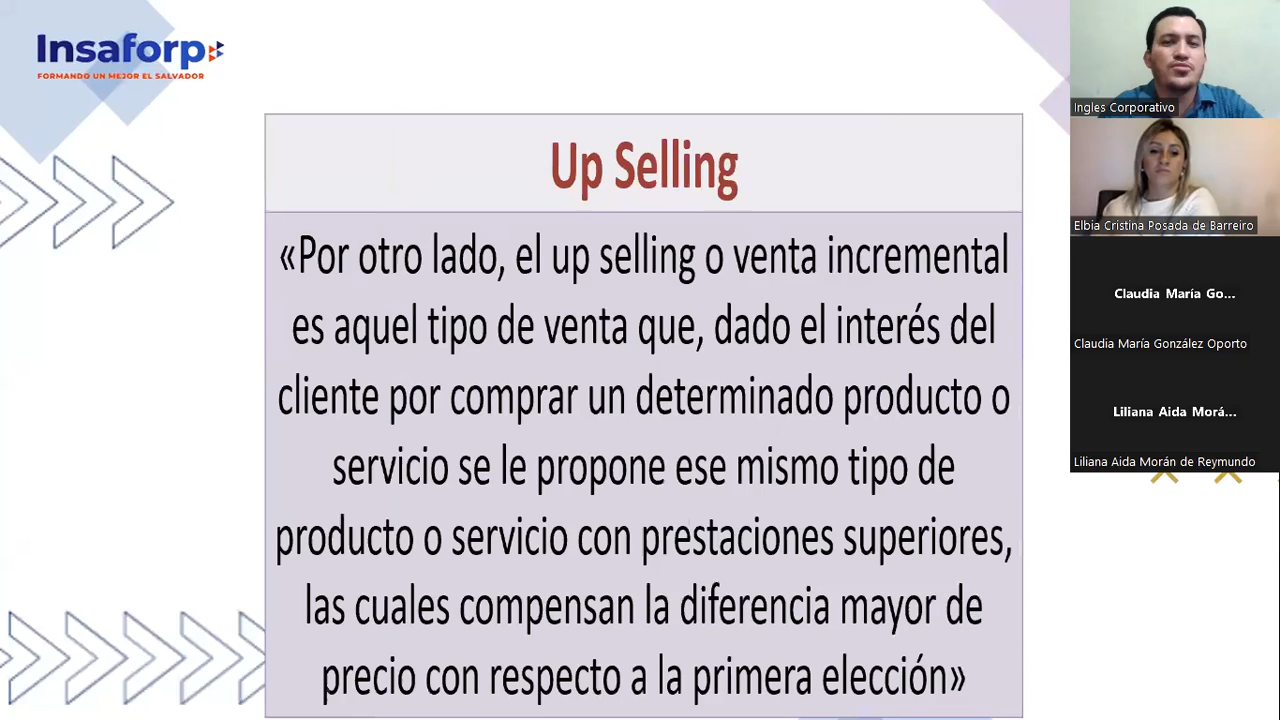 Insaforp
FORMANDO UN MEJOR EL SALVADOR
Up Selling
«Por otro lado, el up selling o venta incremental
es aquel tipo de venta que, dado el interés del
cliente por comprar un determinado producto o
servicio se le propone ese mismo tipo de
producto o servicio con prestaciones superiores,
las cuales compensan la diferencia mayor de
precio con respecto a la primera elección»
Ingles Corporativo
Elbia Cristina Posada de Barreiro
Claudia María Go...
Claudia María González Oporto
Liliana Aida Morá...
Liliana Aida Morán de Reymundo